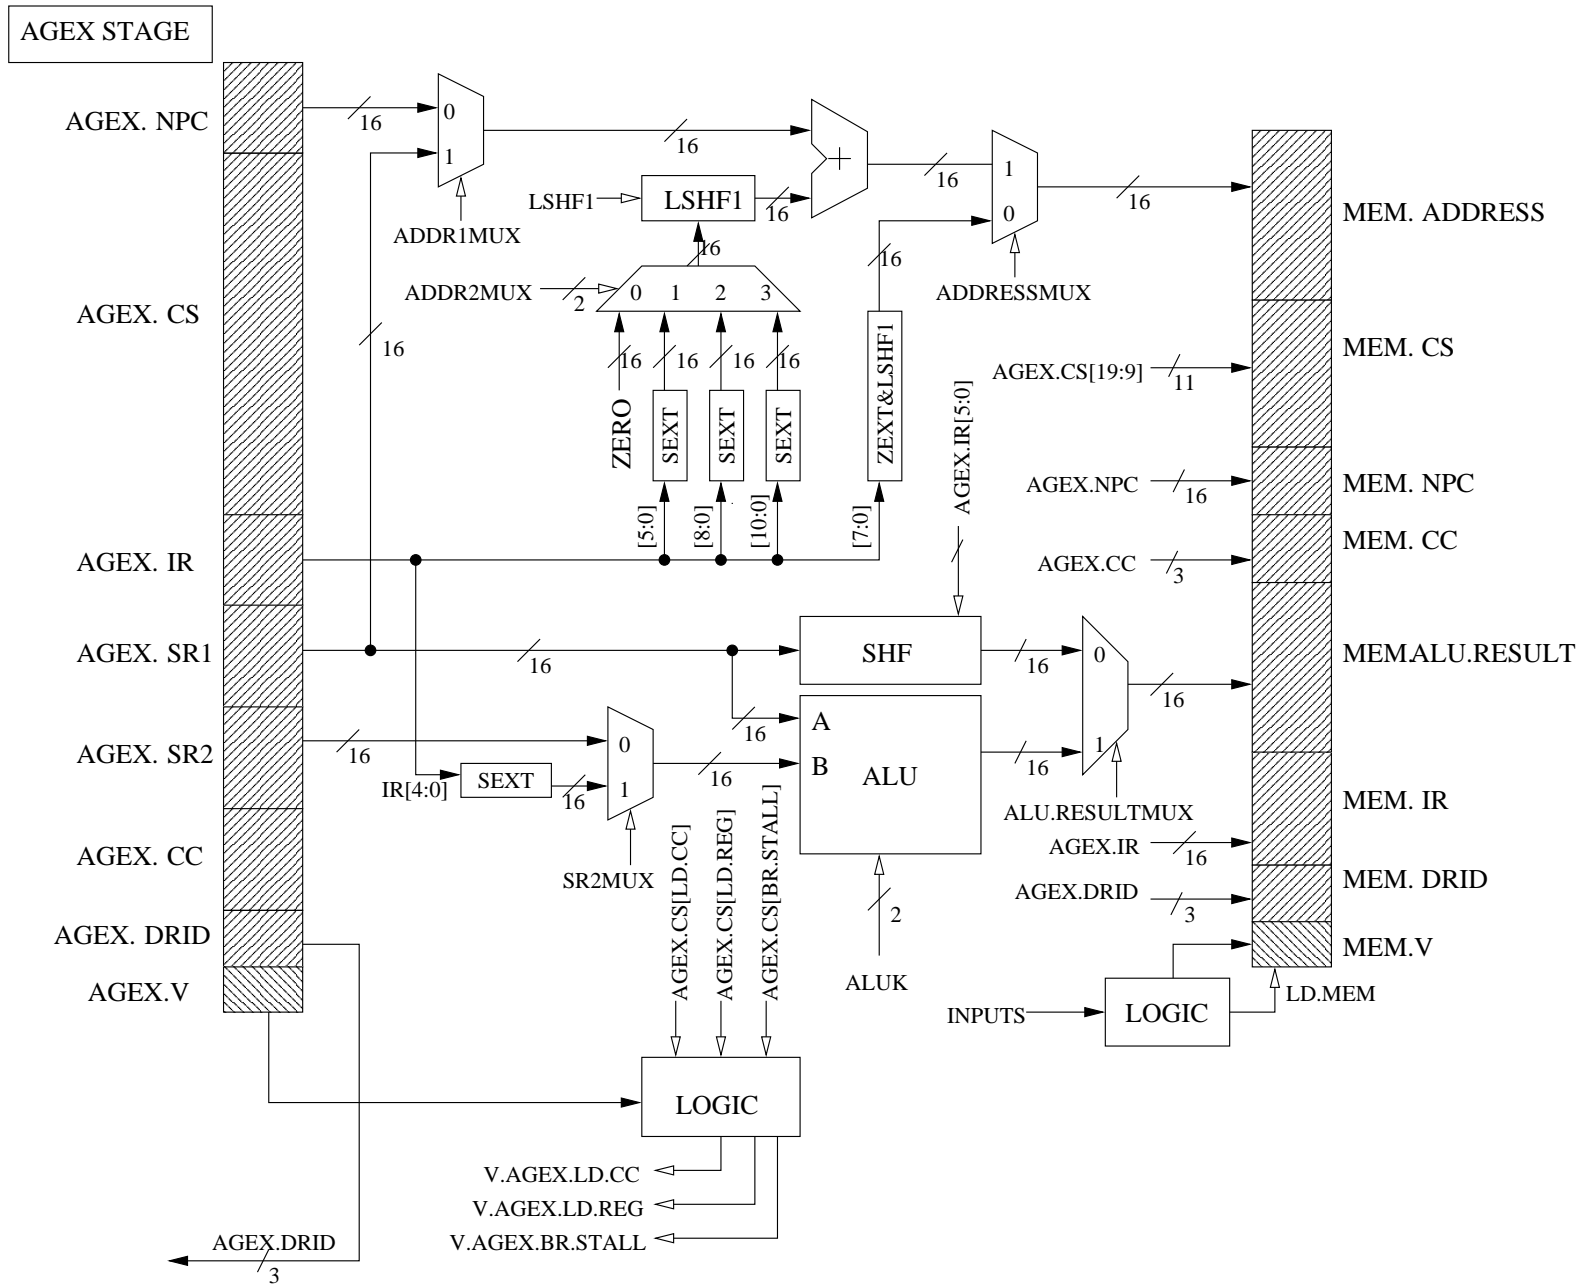 AGEX STAGE
AGEX. NPC
AGEX. CS
AGEX. IR
AGEX. SR1
AGEX. SR2
AGEX. CC
AGEX. DRID
AGEX.V
16
0
1
ADDR1MUX
16
16
LSHF1
LSHF1
16
+
16
1
0
16
ADDRESSMUX
16
ADDR2MUX
2
0
1
2
3
16
16
16
16
16
ZERO
SEXT
SEXT
SEXT
ZEXT&LSHF1
[5:0]
[8:0]
[10:0]
[7:0]
AGEX.IR[5:0]
16
SHF
16
0
1
16
ALU.RESULTMUX
16
IR[4:0]
SEXT
16
0
1
SR2MUX
16
16
A
B
ALU
16
2
ALUK
AGEX.CS[LD.CC]
AGEX.CS[LD.REG]
AGEX.CS[BR.STALL]
LOGIC
V.AGEX.LD.CC
V.AGEX.LD.REG
V.AGEX.BR.STALL
AGEX.DRID
3
AGEX.CS[19:9]
11
AGEX.NPC
16
AGEX.CC
3
AGEX.IR
16
AGEX.DRID
3
INPUTS
LOGIC
LD.MEM
MEM. ADDRESS
MEM. CS
MEM. NPC
MEM. CC
MEM.ALU.RESULT
MEM. IR
MEM. DRID
MEM.V